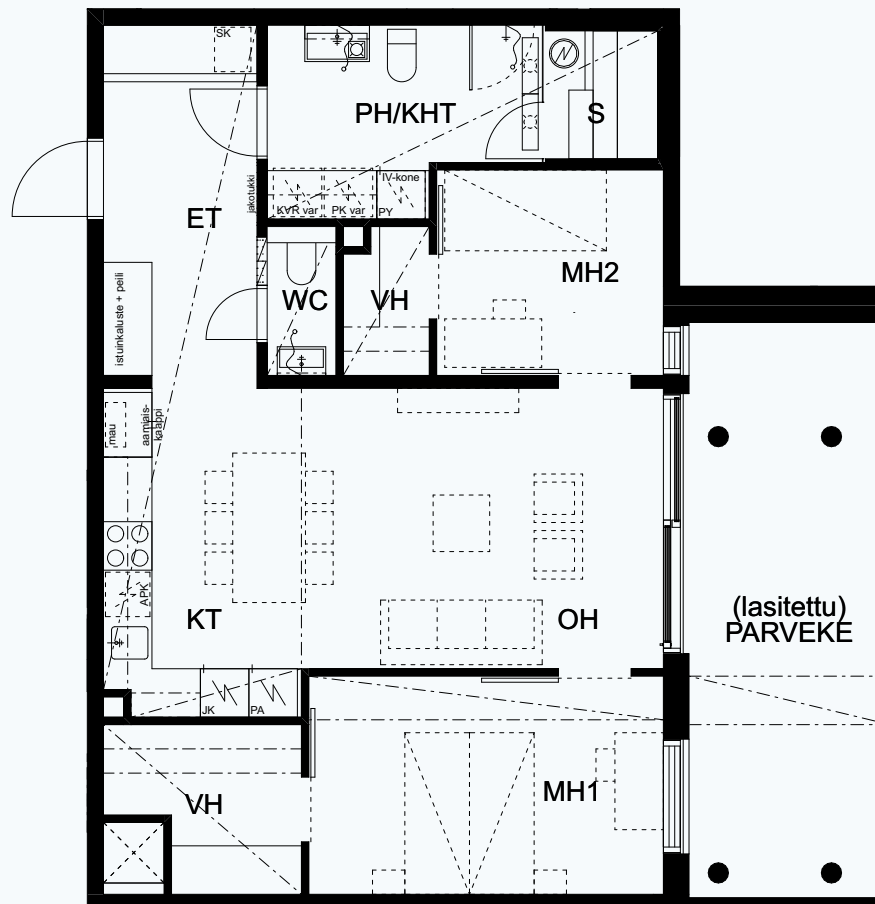 SK
PH/KHT
S
jakotukki
IV-kone
KVR var
PK var
PY
ET
MH2
WC
VH
istuinkaluste + peili
mau
aamiais-
kaappi
APK
KT
OH
(lasitettu)
PARVEKE
JK
PA
VH
MH1